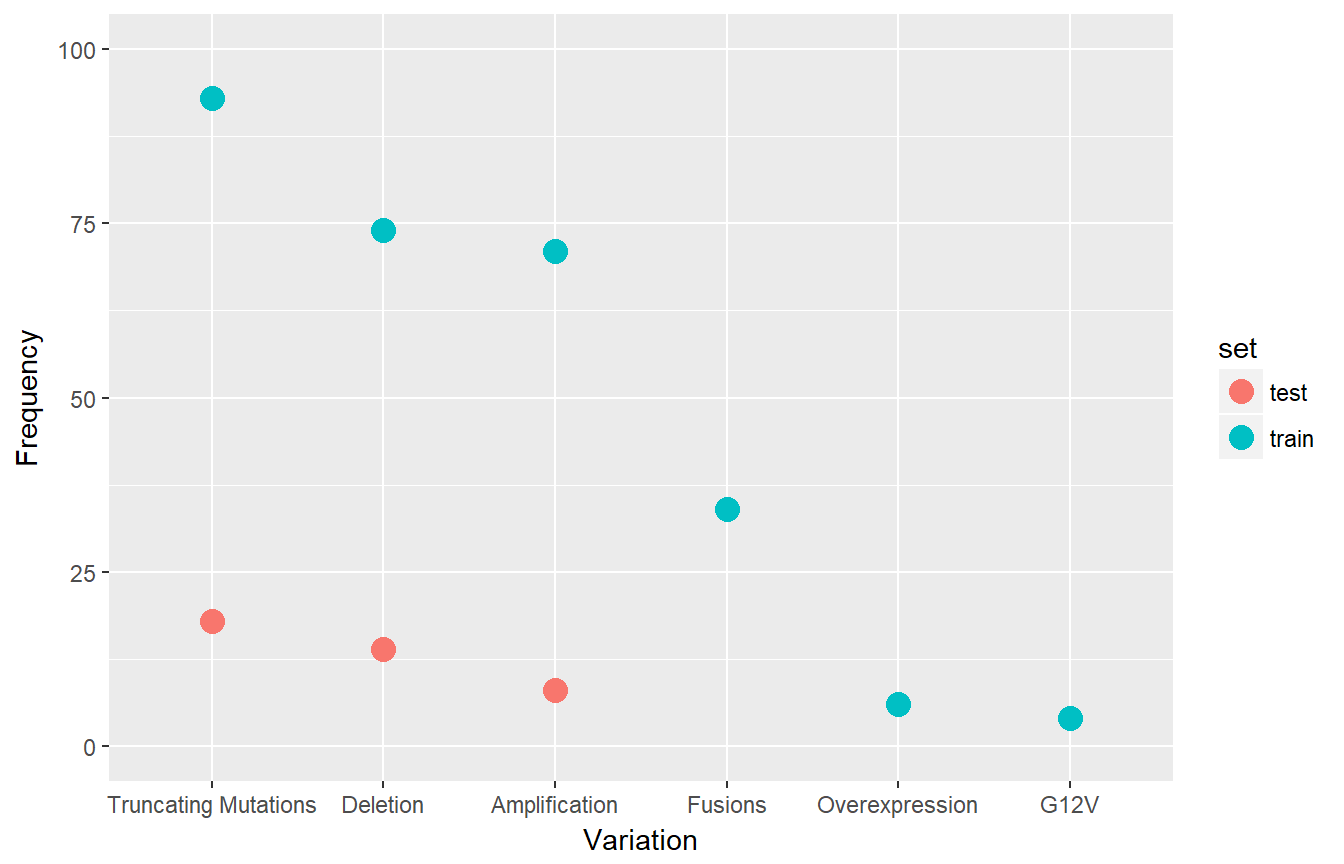 100
75
50
25
0
Frequency
Truncating Mutations Deletion Amplification Fusions Overexpression G12V
Variation
set
test
train